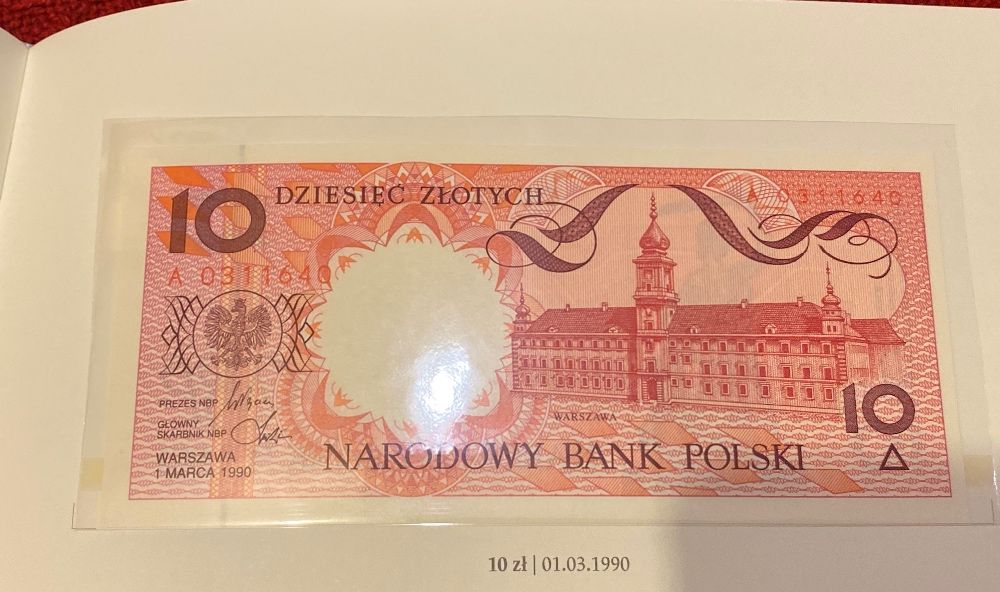 10 DZIESIĘĆ ZŁOTYCH
A 0311640
A 0311640
PREZES NBP
GŁÓWNY
SKARBNIK NBP
WARSZAWA
1 MARCA 1990
WARSZAWA
10
NARODOWY BANK POLSKI
10 zł | 01.03.1990